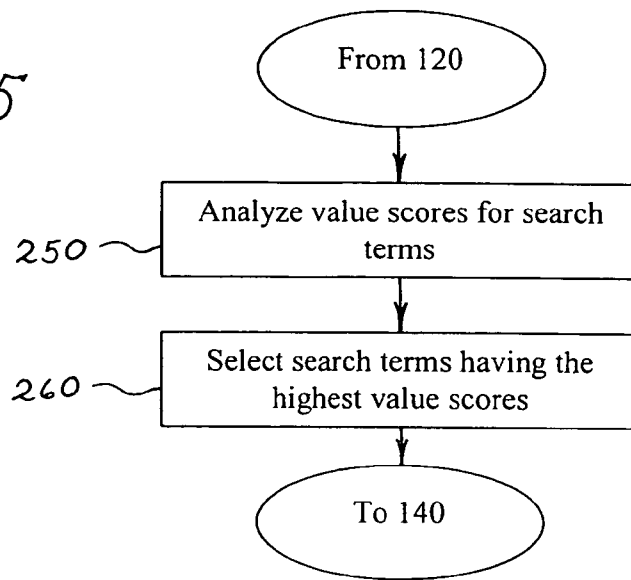 5
From 120
Analyze value scores for search
terms
250
Select search terms having the
highest value scores
260
To 140